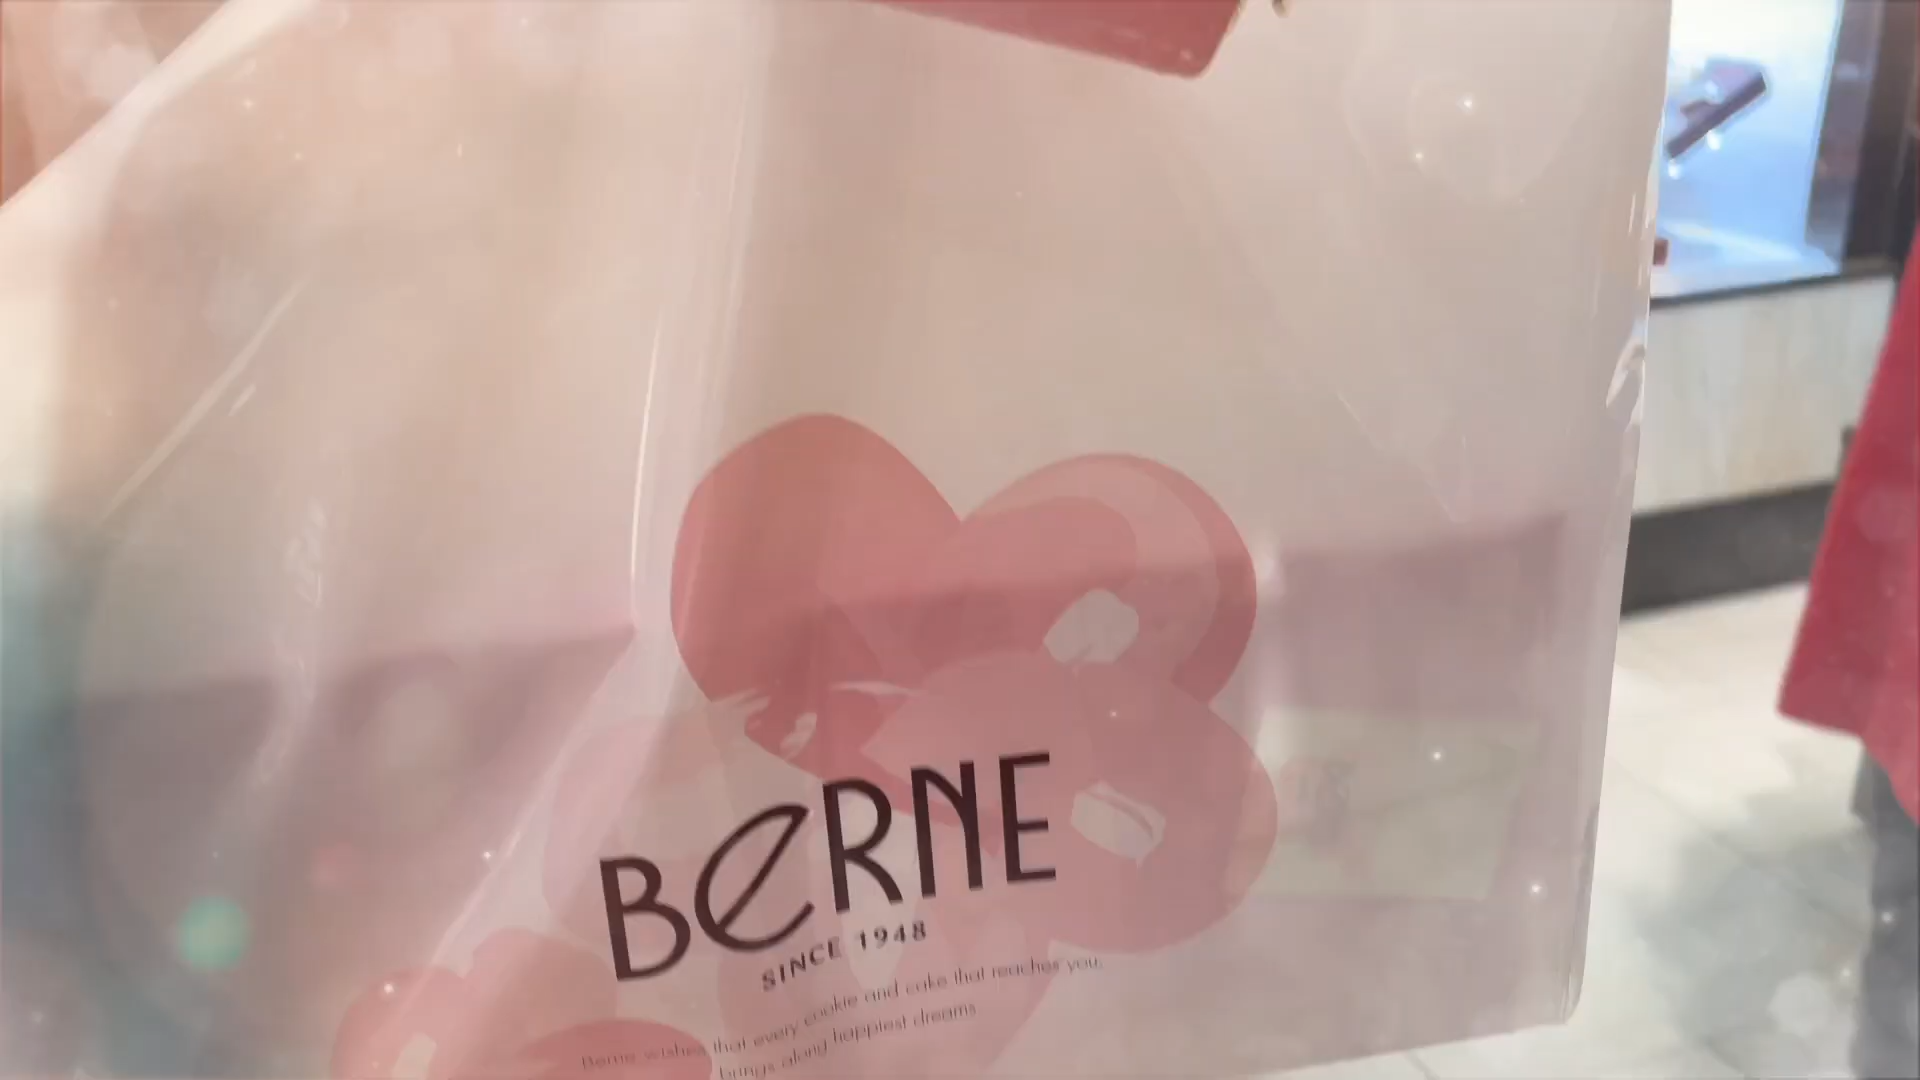 BeRNE
SINCE 1948
Berne wishes that every cookie and cake that reaches you,
brings along happiest dreams